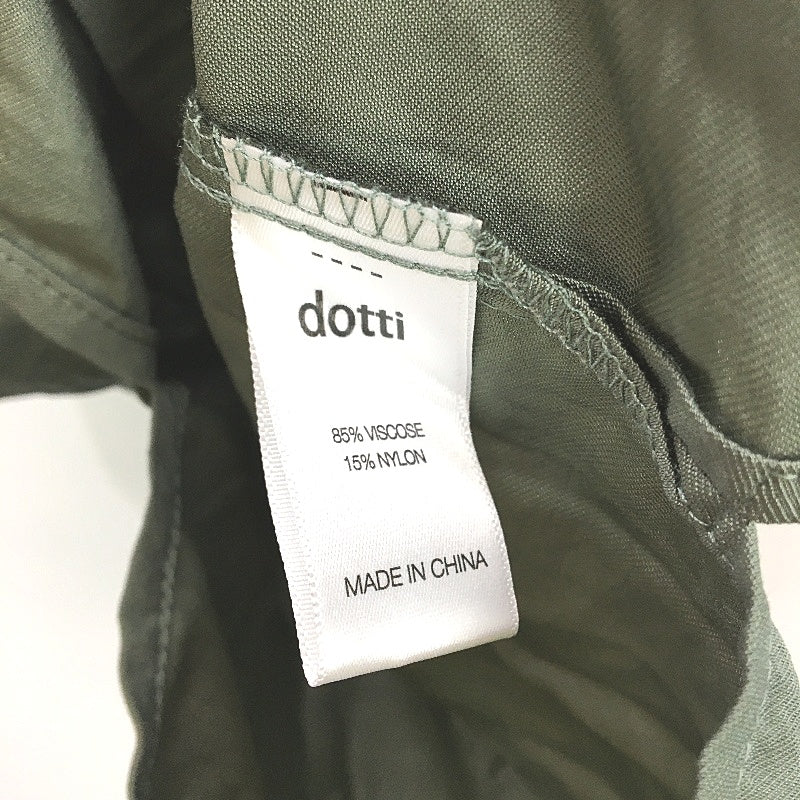 dotti
85% VISCOSE
15% NYLON
MADE IN CHINA